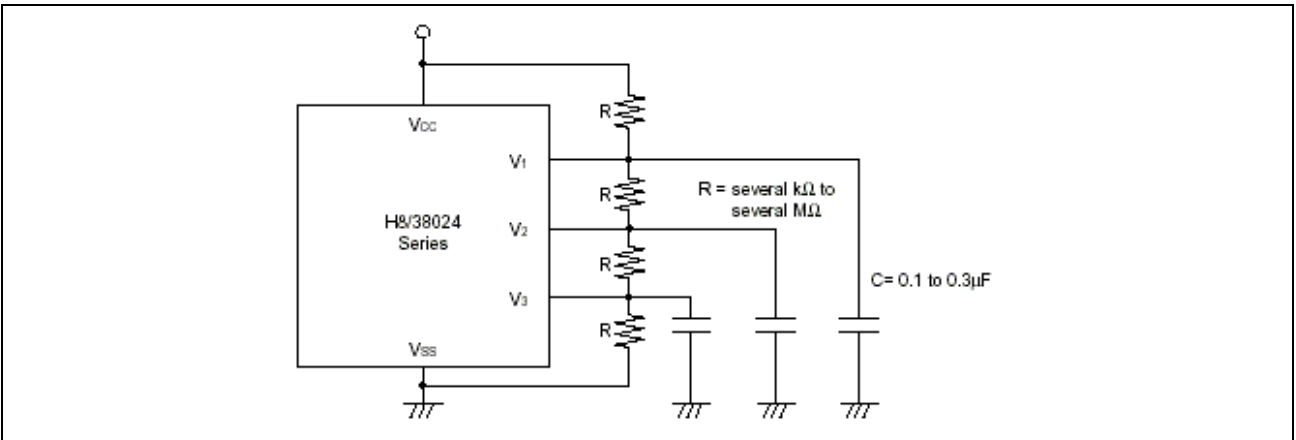 Vcc
R
V1
R
R = several kΩ to
several MΩ
H8/38024
Series
V2
R
C= 0.1 to 0.3μF
V3
R
Vss